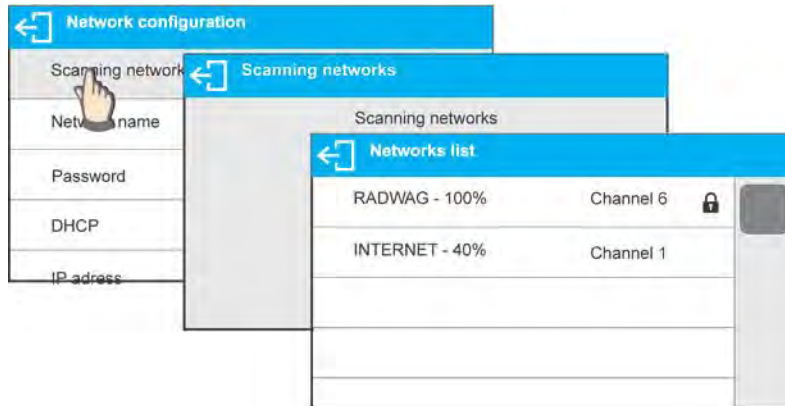 Network configuration
Scanning network
Scanning networks
Network name
Scanning networks
Networks list
Password
RADWAG - 100% Channel 6
DHCP
INTERNET - 40% Channel 1
IP adress